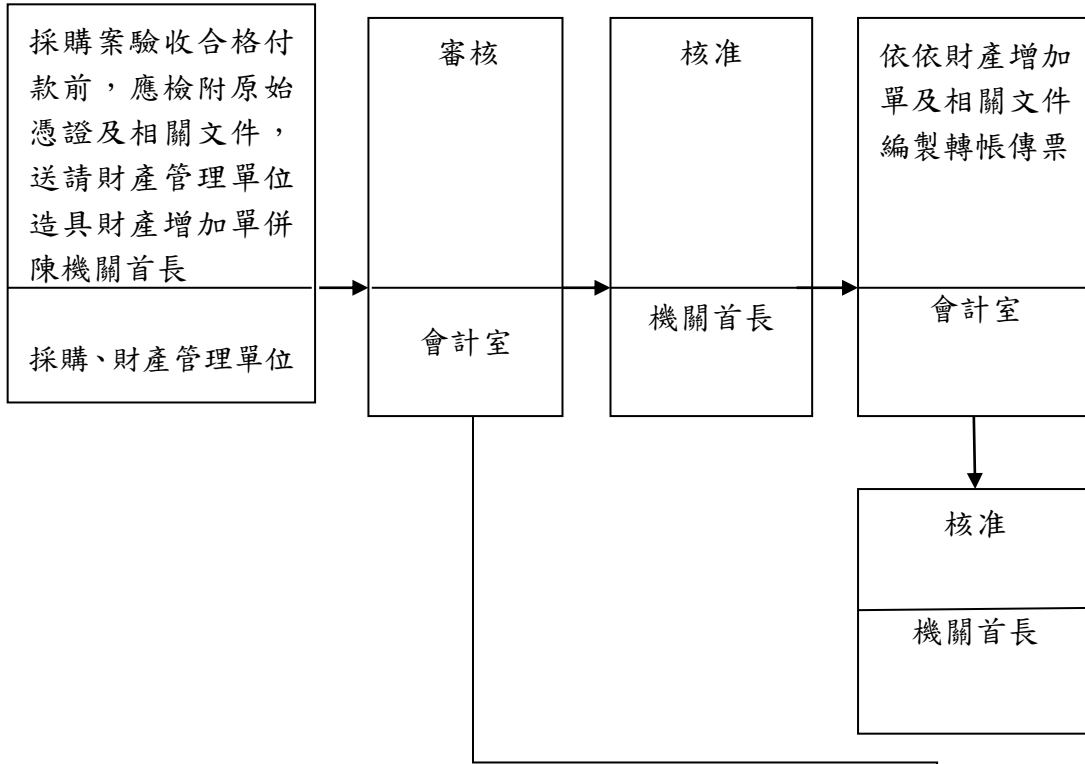 採購案驗收合格付
款前，應檢附原始
憑證及相關文件，
送請財產管理單位
造具財產增加單併
陳機關首長
採購、財產管理單位
審核
會計室
核准
機關首長
依依財產增加
單及相關文件
編製轉帳傳票
會計室
核准
機關首長